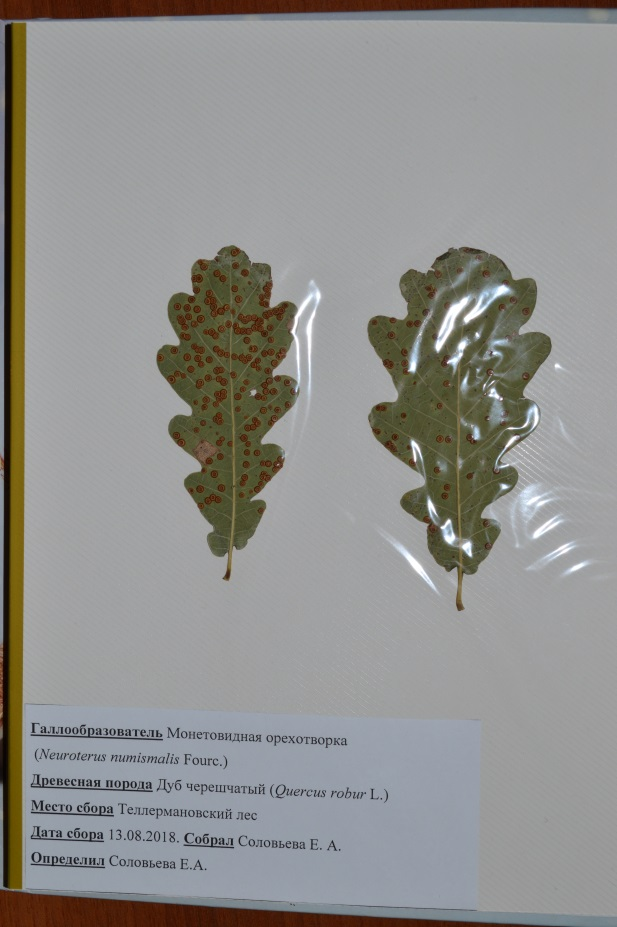 Галлообразователь Монетовидная орехотворка
(Neuroterus numismalis Fourc.)
Древесная порода Дуб черешчатый (Quercus robur L.)
Место сбора Теллермановский лес
Дата сбора 13.08.2018. Собрал Соловьева Е. А.
Определил Соловьева Е.А.